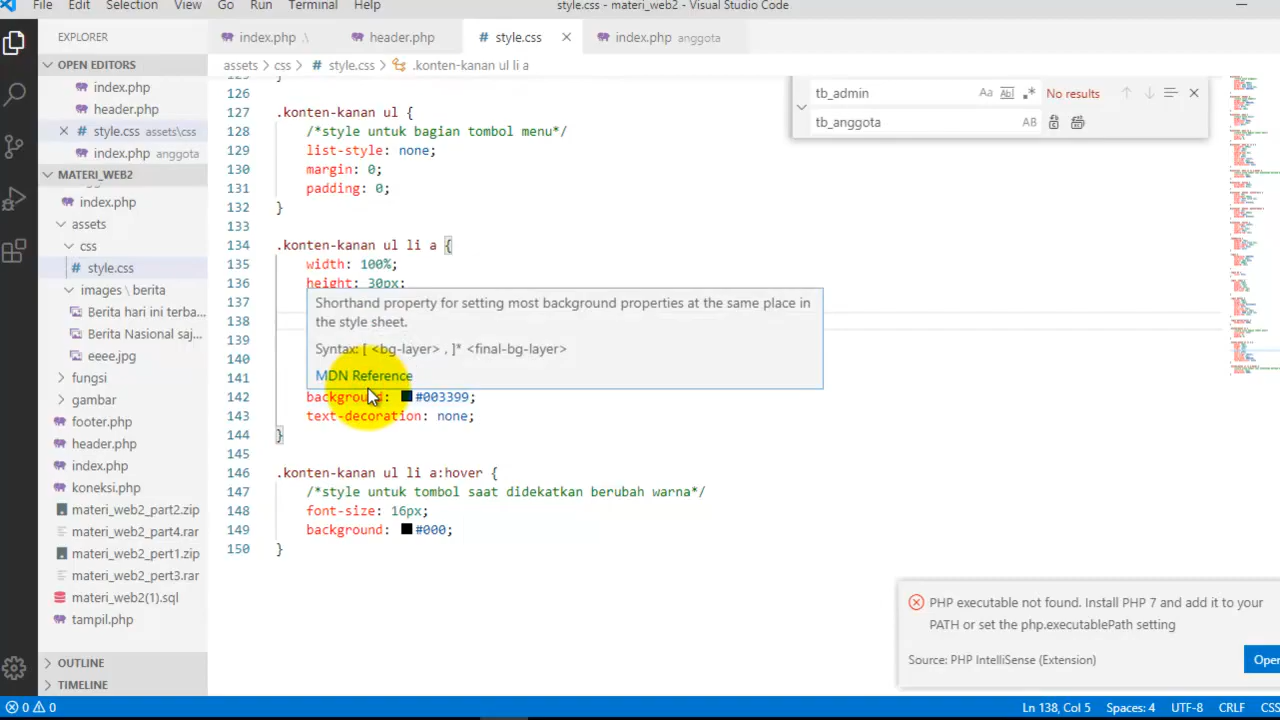 File Edit Selection View Go Run Terminal Help style.css - materi_web2 - Visual Studio Code
EXPLORER
index.php .\ header.php style.css index.php anggota
OPEN EDITORS
index.php
header.php
style.css assets\css
index.php anggota
MATERI_WEB2
index.php
assets
css
style.css
images \ berita
Berita hari ini terba...
Berita Nasional saj...
eeee.jpg
fungsi
gambar
footer.php
header.php
index.php
koneksi.php
materi_web2_part2.zip
materi_web2_part4.rar
materi_web2_pert1.zip
materi_web2_pert3.rar
materi_web2(1).sql
tampil.php
OUTLINE
TIMELINE
assets > css > # style.css > .konten-kanan ul li a
tb_admin Aa Ab| .* No results
tb_anggota AB
126
127 .konten-kanan ul {
128 /*style untuk bagian tombol menu*/
129 list-style: none;
130 margin: 0;
131 padding: 0;
132 }
133
134 .konten-kanan ul li a {
135 width: 100%;
136 height: 30px;
137
138
139
140
141
Shorthand property for setting most background properties at the same place in
the style sheet.
Syntax: [ <bg-layer> , ]* <final-bg-layer>
MDN Reference
142 background: #003399;
143 text-decoration: none;
144 }
145
146 .konten-kanan ul li a:hover {
147 /*style untuk tombol saat didekatkan berubah warna*/
148 font-size: 16px;
149 background: #000;
150 }
PHP executable not found. Install PHP 7 and add it to your
PATH or set the php.executablePath setting
Source: PHP IntelliSense (Extension)
Open
0 0 Ln 138, Col 5 Spaces: 4 UTF-8 CRLF CSS